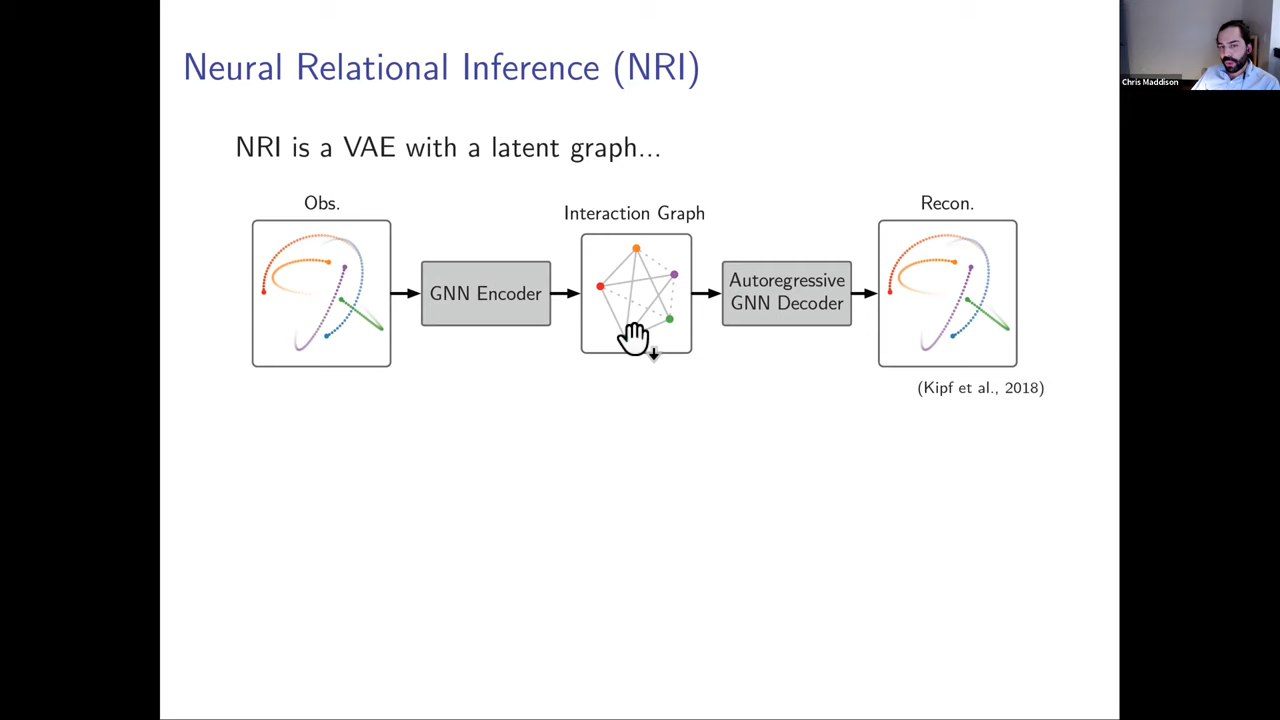 Neural Relational Inference (NRI)
Chris Maddison
NRI is a VAE with a latent graph...
Obs.
Interaction Graph
Recon.
GNN Encoder
Autoregressive
GNN Decoder
(Kipf et al., 2018)